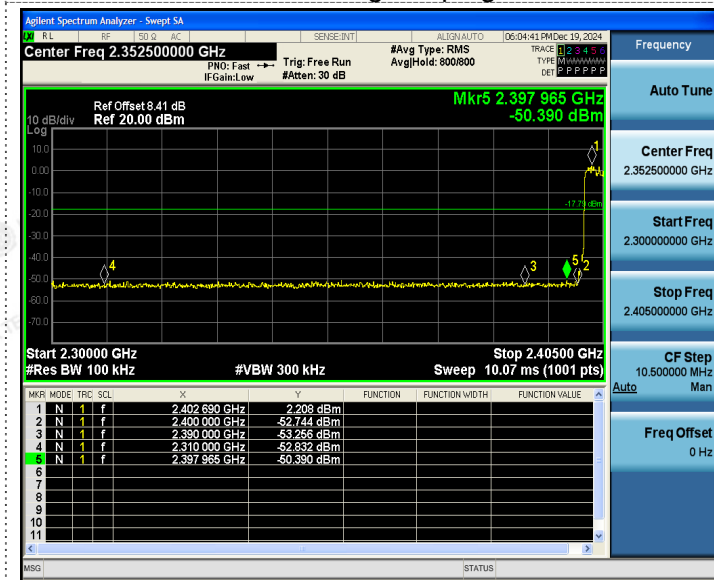 Agilent Spectrum Analyzer - Swept SA
RL RF 50 Ω AC SENSE:INT ALIGNAUTO 06:04:41 PM Dec 19, 2024
Center Freq 2.352500000 GHz
PNO: Fast
IFGain:Low
Trig: Free Run
#Atten: 30 dB
#Avg Type: RMS
Avg|Hold: 800/800
TRACE 1 2 3 4 5 6
TYPE M
DET P P P P P P
Mkr5 2.397 965 GHz
-50.390 dBm
Ref Offset 8.41 dB
Ref 20.00 dBm
10 dB/div
Log
10.0
0.00
-10.0
-20.0
-30.0
-40.0
-50.0
-60.0
-70.0
1
-17.79 dBm
4
3
5
2
Start 2.30000 GHz
Stop 2.40500 GHz
#Res BW 100 kHz
#VBW 300 kHz
Sweep 10.07 ms (1001 pts)
MKR MODE TRC SCL X Y FUNCTION FUNCTION WIDTH FUNCTION VALUE
1 N 1 f 2.402 690 GHz 2.208 dBm
2 N 1 f 2.400 000 GHz -52.744 dBm
3 N 1 f 2.390 000 GHz -53.256 dBm
4 N 1 f 2.310 000 GHz -52.832 dBm
5 N 1 f 2.397 965 GHz -50.390 dBm
6
7
8
9
10
11
MSG
STATUS
Frequency
Auto Tune
Center Freq
2.352500000 GHz
Start Freq
2.300000000 GHz
Stop Freq
2.405000000 GHz
CF Step
10.500000 MHz
Auto Man
Freq Offset
0 Hz